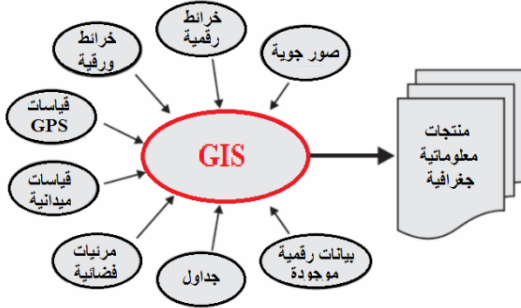 خرائط
رقمية
خرائط
ورقية
صور جوية
قياسات
GPS
GIS
منتجات
معلوماتية
جغرافية
قياسات
ميدانية
مرئيات
فضائية
جداول
بيانات رقمية
موجودة